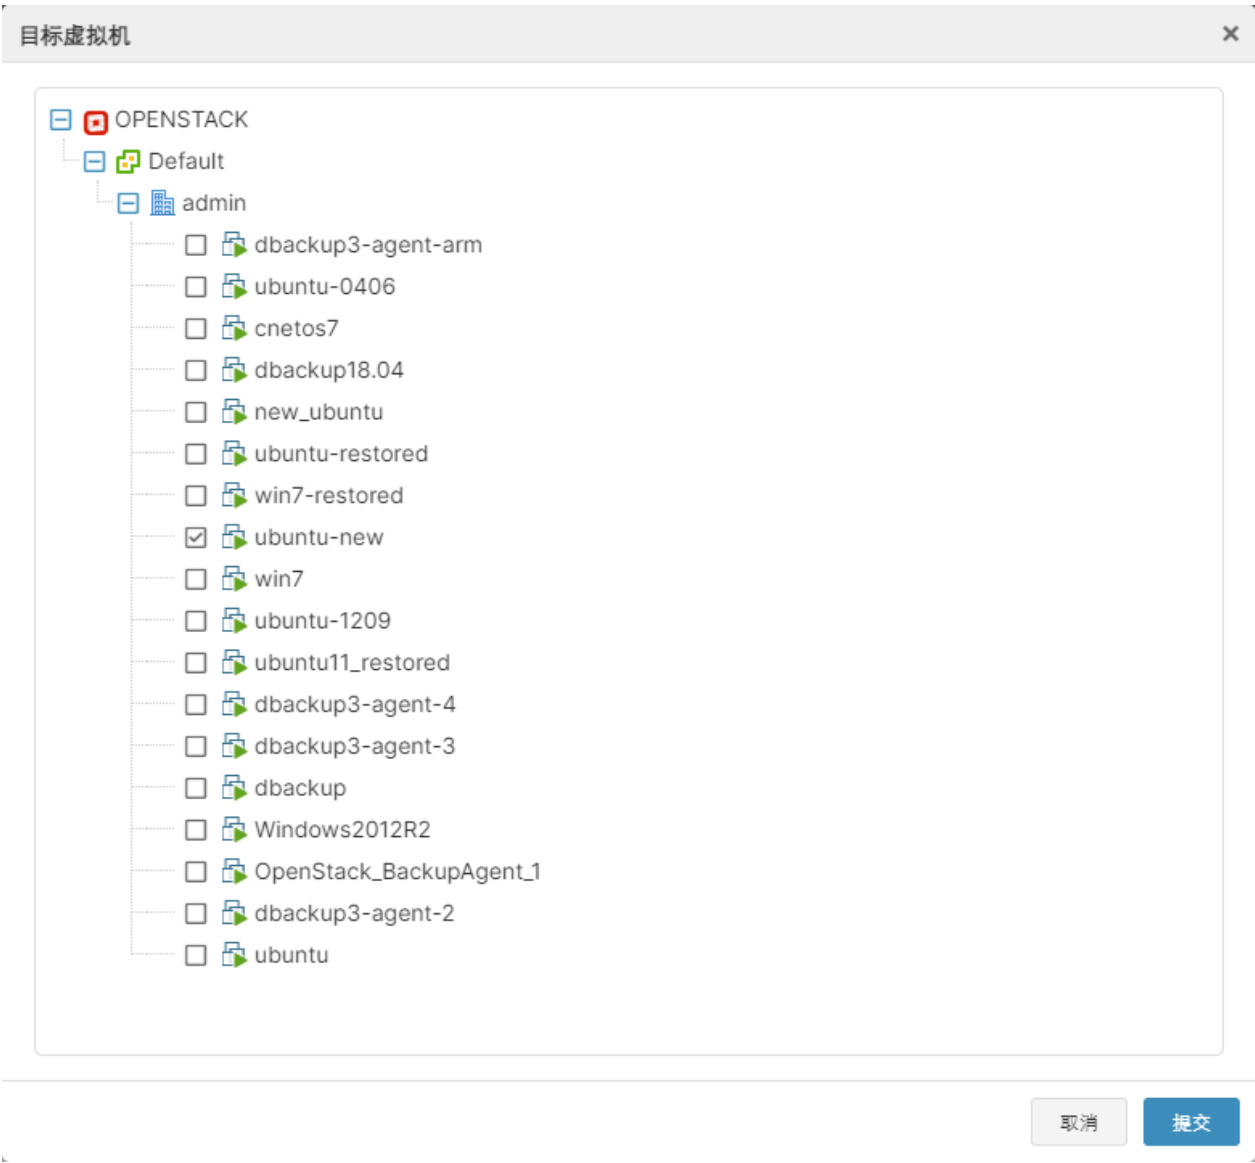 目标虚拟机
OPENSTACK
Default
admin
dbackup3-agent-arm
ubuntu-0406
cnetos7
dbackup18.04
new_ubuntu
ubuntu-restored
win7-restored
ubuntu-new
win7
ubuntu-1209
ubuntu11_restored
dbackup3-agent-4
dbackup3-agent-3
dbackup
Windows2012R2
OpenStack_BackupAgent_1
dbackup3-agent-2
ubuntu
取消 提交